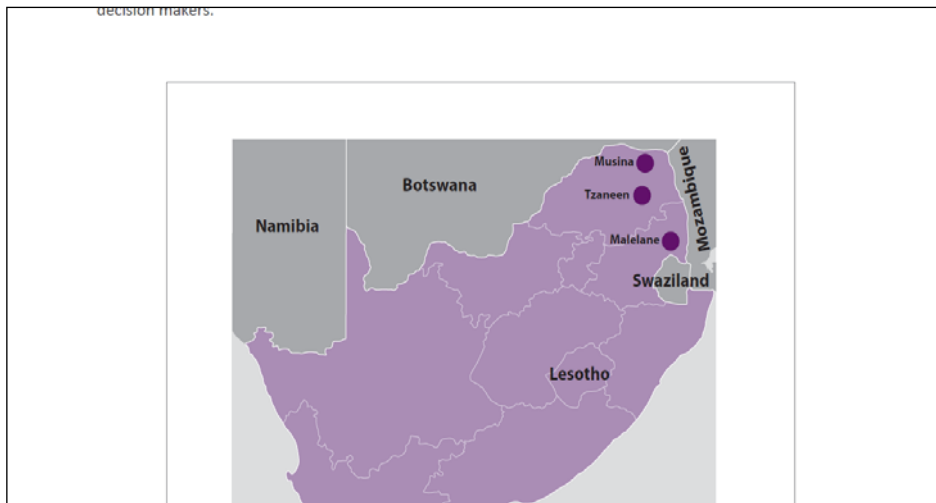 decision makers.
Musina
Mozambique
Botswana
Tzaneen
Namibia
Malelane
Swaziland
Lesotho